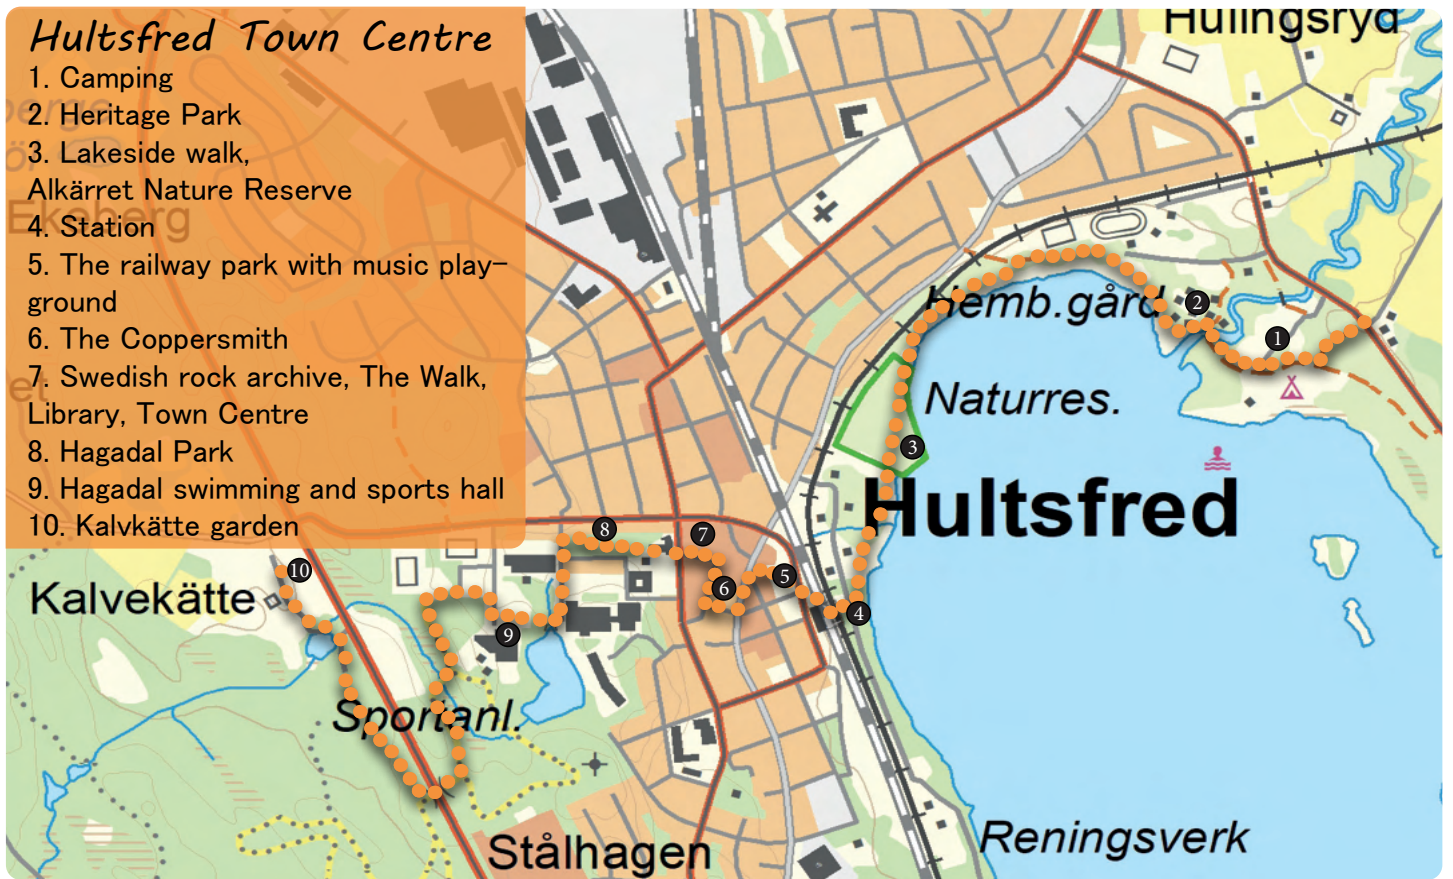 Hultsfred Town Centre
1. Camping
2. Heritage Park
3. Lakeside walk,
Alkärret Nature Reserve
4. Station
5. The railway park with music play-
ground
6. The Coppersmith
7. Swedish rock archive, The Walk,
Library, Town Centre
8. Hagadal Park
9. Hagadal swimming and sports hall
10. Kalvkätte garden
Hulingsryd
Ekeberg
Hemb.gård
2
1
Naturres.
3
Hultsfred
8
7
10
5
6
Kalvekätte
4
9
Sportanl.
Reningsverk
Stålhagen